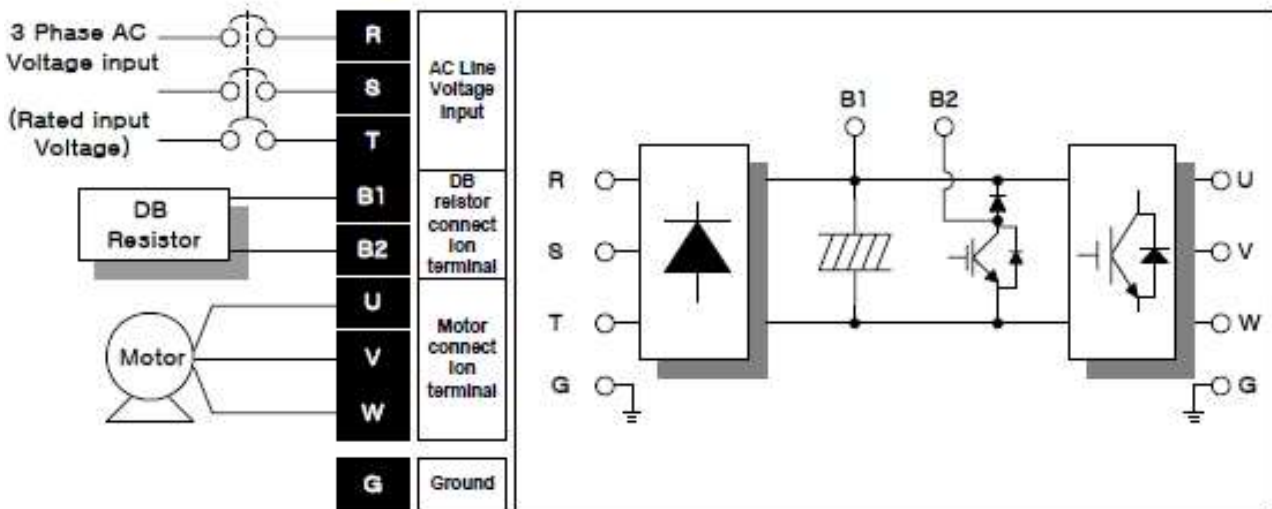 3 Phase AC
Voltage input
(Rated input
Voltage)
R
S
T
AC Line
Voltage
Input
DB
Resistor
B1
B2
DB
reistor
connect
ion
terminal
Motor
U
V
W
Motor
connect
ion
terminal
G
Ground
B1
B2
R
S
T
G
U
V
W
G